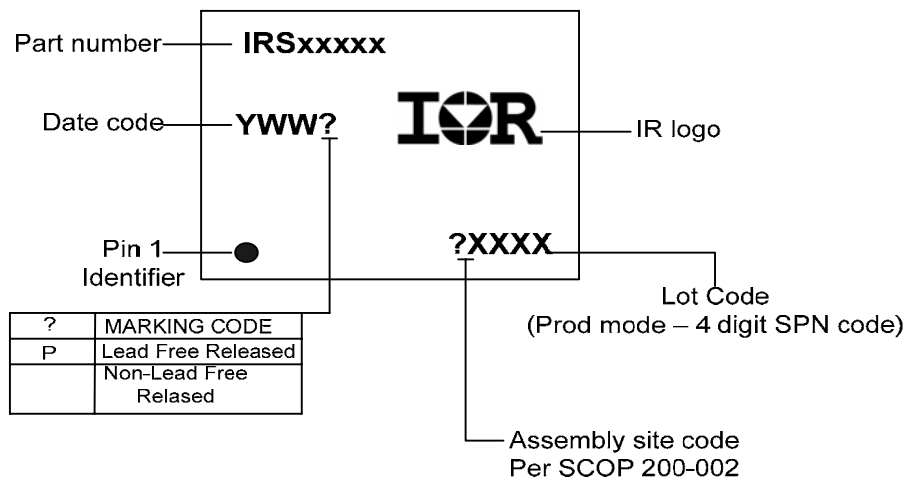 Part number
IRSxxxxx
Date code
YWW?
IOR
IR logo
Pin 1
Identifier
?XXXX
Lot Code
(Prod mode – 4 digit SPN code)
? MARKING CODE
P Lead Free Released
Non-Lead Free
Relased
Assembly site code
Per SCOP 200-002